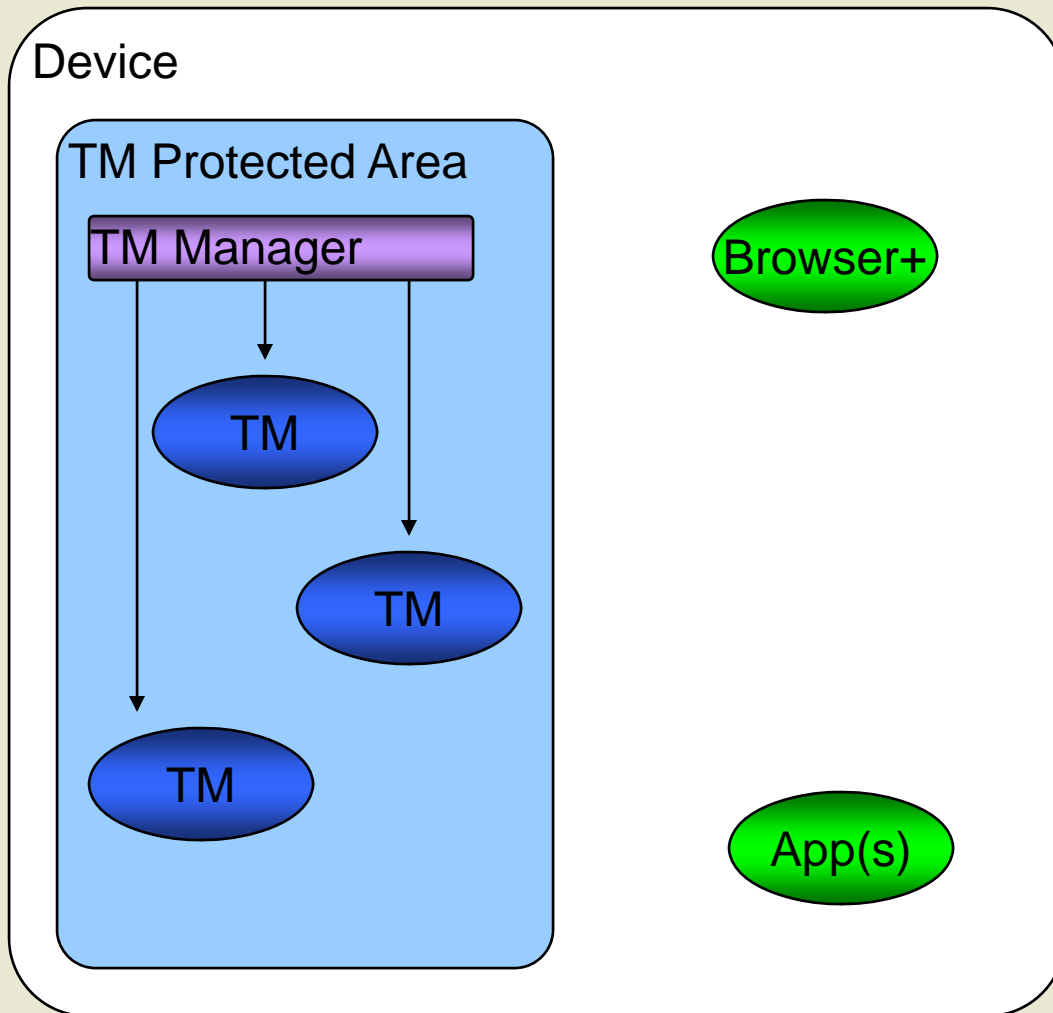 Device
TM Protected Area
TM Manager
Browser+
TM
TM
TM
App(s)